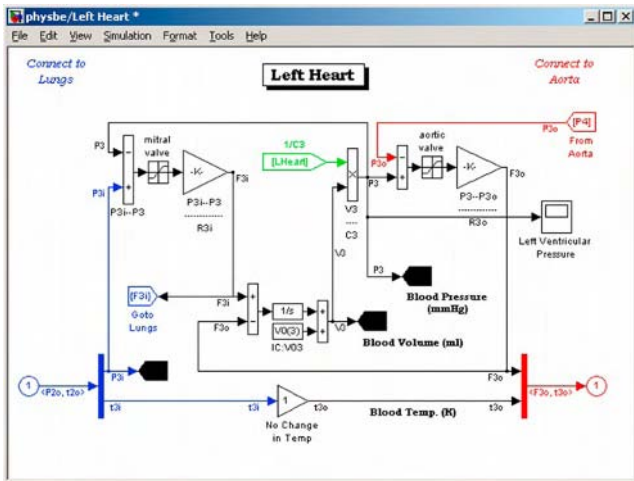 physbe/Left Heart *
File Edit View Simulation Format Tools Help
Connect to
Lungs
Left Heart
Connect to
Aorta
mitral
valve
1/C3
[LHeart]
aortic
valve
[P4]
P3o
From
Aorta
P3
P3i
-K-
F3i
P3i--P3
P3i--P3
R3i
P3o
P3
-K-
F3o
P3--P3o
R3o
V3
C3
V3
Left Ventricular
Pressure
P3
Blood Pressure
(mmHg)
[F3i]
Goto
Lungs
F3i
F3o
1/s
V0(3)
IC:V03
V3
Blood Volume (ml)
1
<P2o, t2o>
P3i
t3i
t3i
1
t3o
No Change
in Temp
Blood Temp. (K)
F3o
t3o
<F3o, t3o>
1